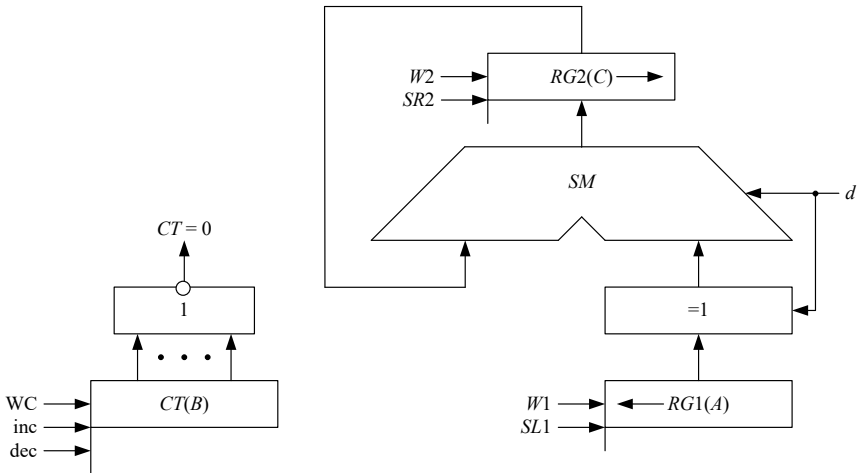 W2
RG2(C)
SR2
SM
d
CT = 0
1
=1
WC
CT(B)
inc
dec
W1
RG1(A)
SL1